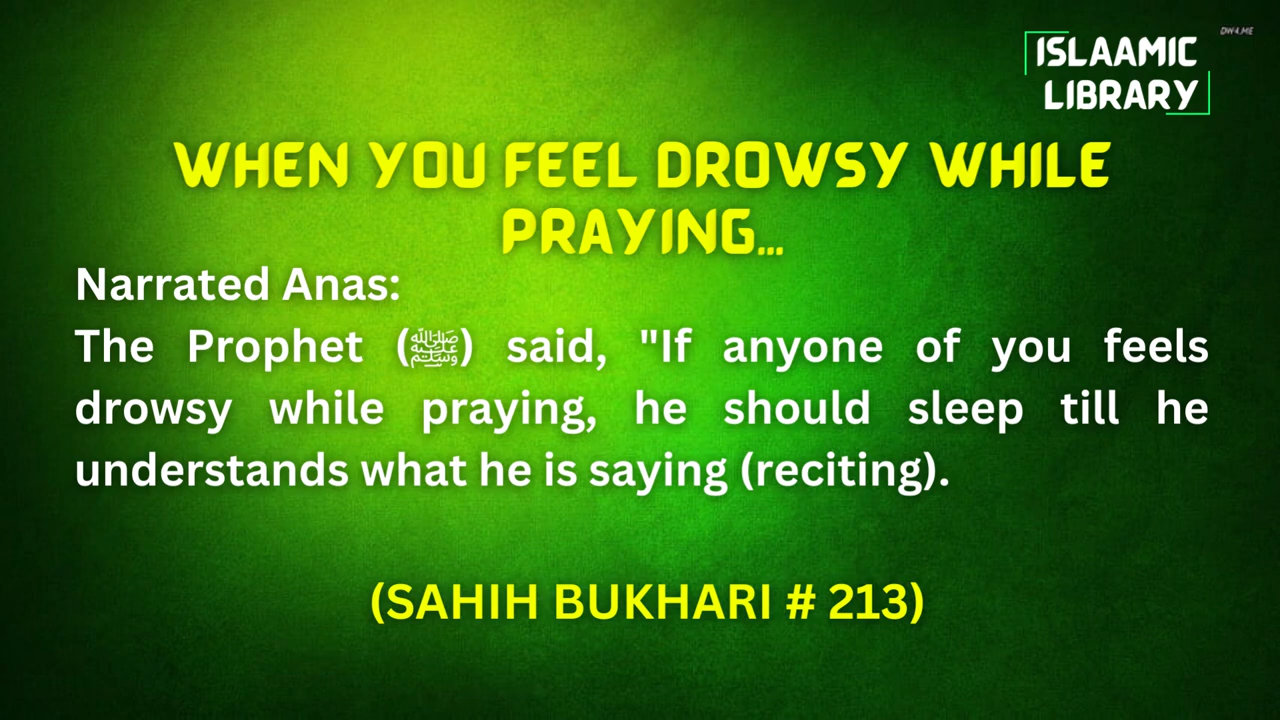 DW4.ME
ISLAAMIC
LIBRARY
WHEN YOU FEEL DROWSY WHILE
PRAYING...
Narrated Anas:
The Prophet (ﷺ) said, "If anyone of you feels
drowsy while praying, he should sleep till he
understands what he is saying (reciting).
(SAHIH BUKHARI # 213)